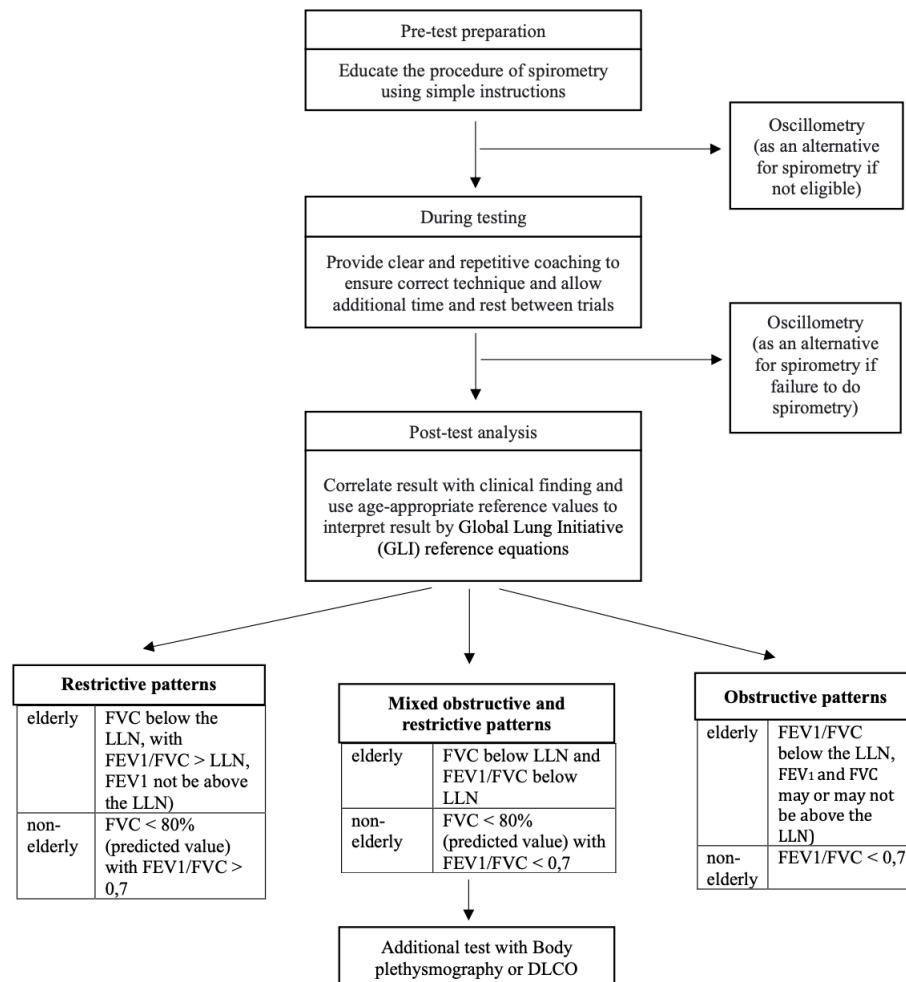 Pre-test preparation
Educate the procedure of spirometry
using simple instructions
Oscillometry
(as an alternative
for spirometry if
not eligible)
During testing
Provide clear and repetitive coaching to
ensure correct technique and allow
additional time and rest between trials
Oscillometry
(as an alternative
for spirometry if
failure to do
spirometry)
Post-test analysis
Correlate result with clinical finding and
use age-appropriate reference values to
interpret result by Global Lung Initiative
(GLI) reference equations
Restrictive patterns
elderly
FVC below the
LLN, with
FEV1/FVC > LLN,
FEV1 not be above
the LLN)
non-
elderly
FVC < 80%
(predicted value)
with FEV1/FVC >
0,7
Mixed obstructive and
restrictive patterns
elderly
FVC below LLN and
FEV1/FVC below
LLN
non-
elderly
FVC < 80%
(predicted value) with
FEV1/FVC < 0,7
Obstructive patterns
elderly
FEV1/FVC
below the LLN,
FEV₁ and FVC
may or may not
be above the
LLN)
non-
elderly
FEV1/FVC < 0,7
Additional test with Body
plethysmography or DLCO